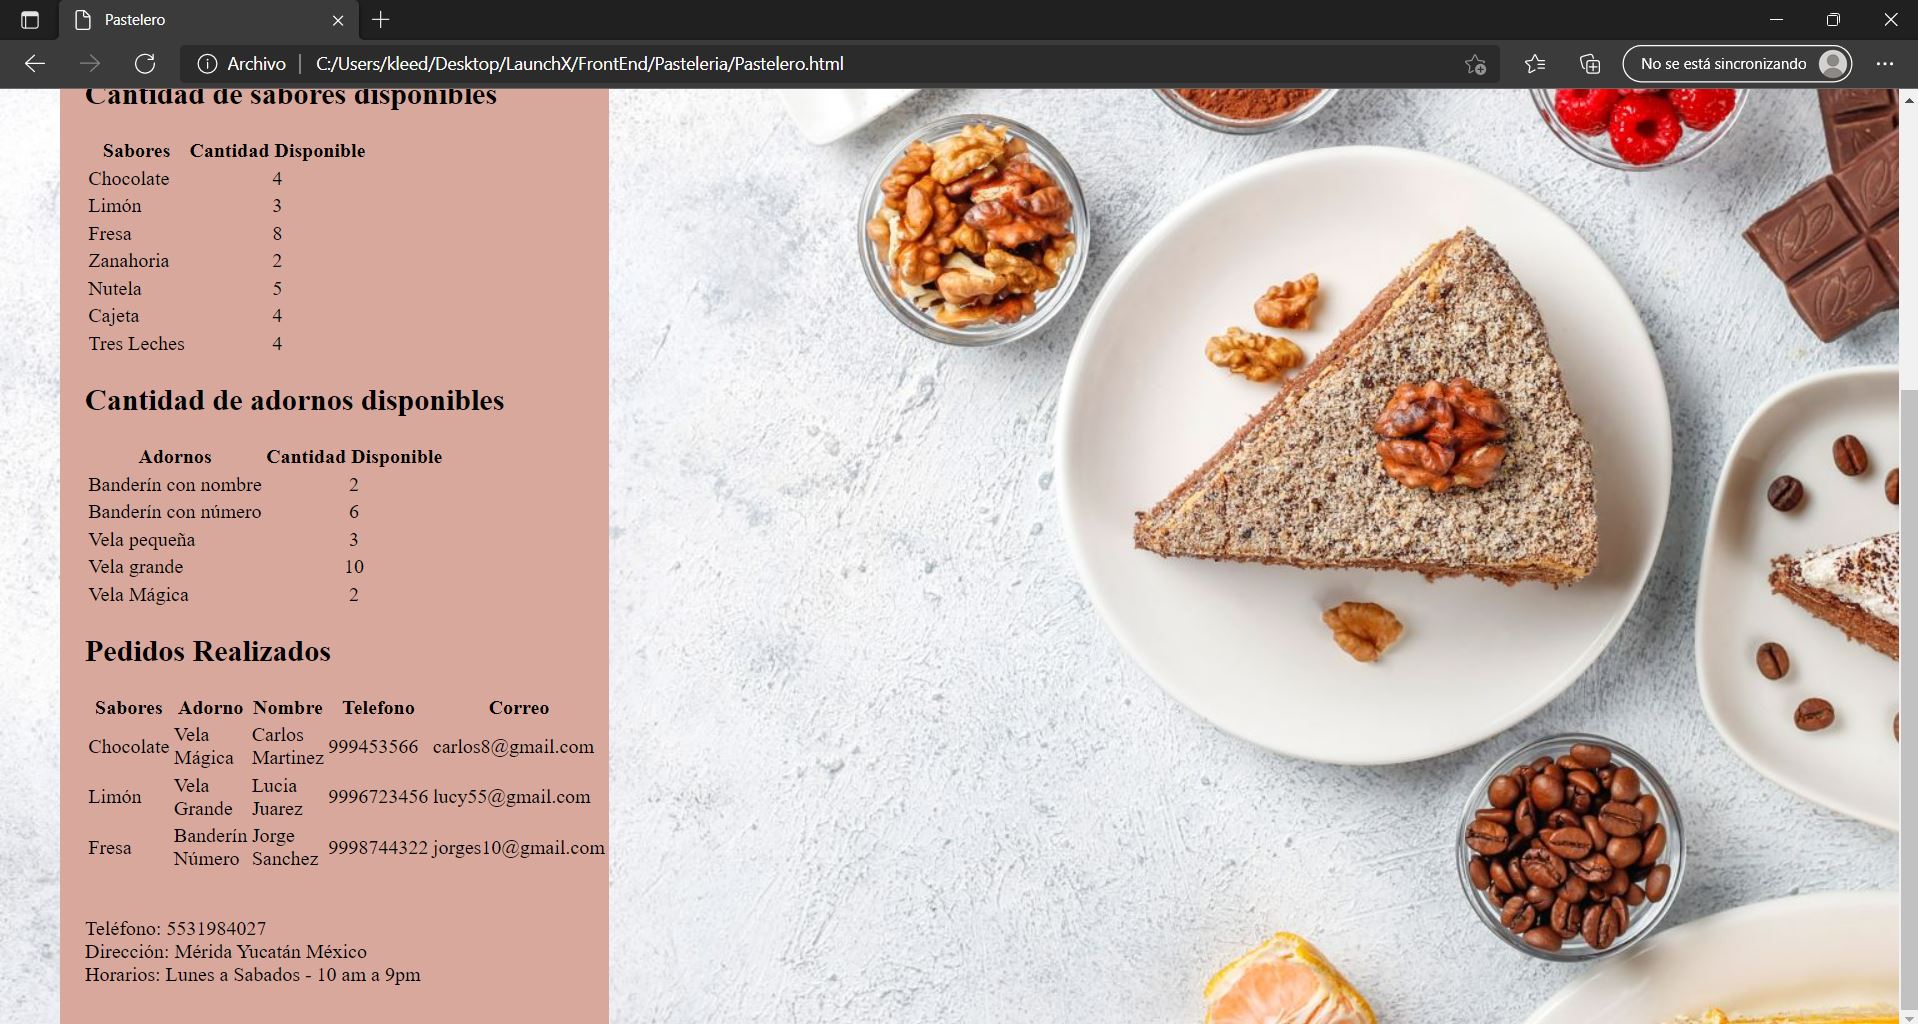 Pastelero
Archivo C:/Users/kleed/Desktop/LaunchX/FrontEnd/Pasteleria/Pastelero.html No se está sincronizando
Cantidad de sabores disponibles
Sabores Cantidad Disponible
Chocolate 4
Limón 3
Fresa 8
Zanahoria 2
Nutela 5
Cajeta 4
Tres Leches 4
Cantidad de adornos disponibles
Adornos Cantidad Disponible
Banderín con nombre 2
Banderín con número 6
Vela pequeña 3
Vela grande 10
Vela Mágica 2
Pedidos Realizados
Sabores Adorno Nombre Telefono Correo
Chocolate Vela Mágica Carlos Martinez 999453566 carlos8@gmail.com
Limón Vela Grande Lucia Juarez 9996723456 lucy55@gmail.com
Fresa Banderín Número Jorge Sanchez 9998744322 jorges10@gmail.com
Teléfono: 5531984027
Dirección: Mérida Yucatán México
Horarios: Lunes a Sabados - 10 am a 9pm